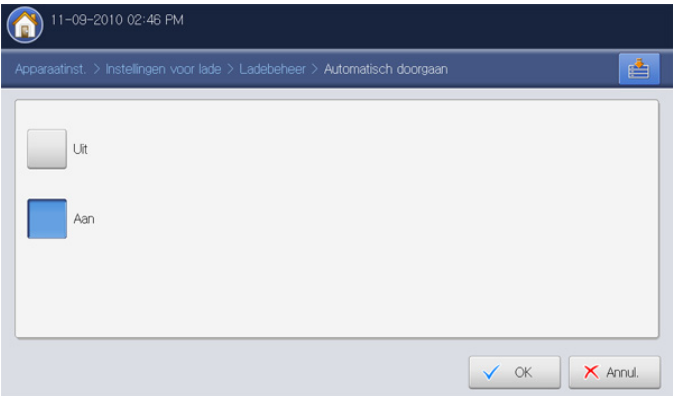 11-09-2010 02:46 PM
Apparaatinst. > Instellingen voor lade > Ladebeheer > Automatisch doorgaan
Uit
Aan
OK
Annul.